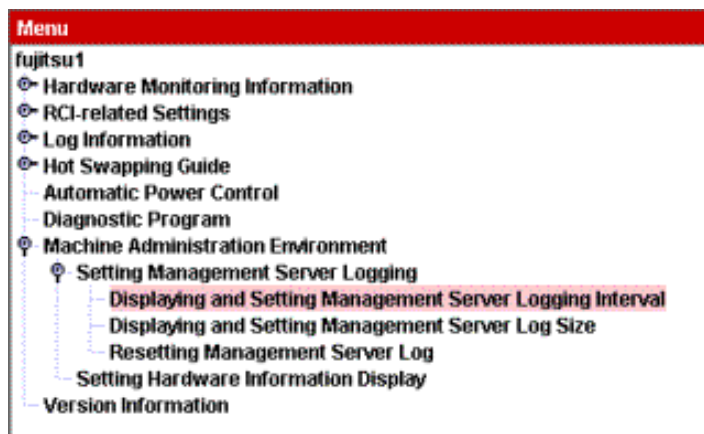 Menu
fujitsu1
Hardware Monitoring Information
RCI-related Settings
Log Information
Hot Swapping Guide
Automatic Power Control
Diagnostic Program
Machine Administration Environment
Setting Management Server Logging
Displaying and Setting Management Server Logging Interval
Displaying and Setting Management Server Log Size
Resetting Management Server Log
Setting Hardware Information Display
Version Information